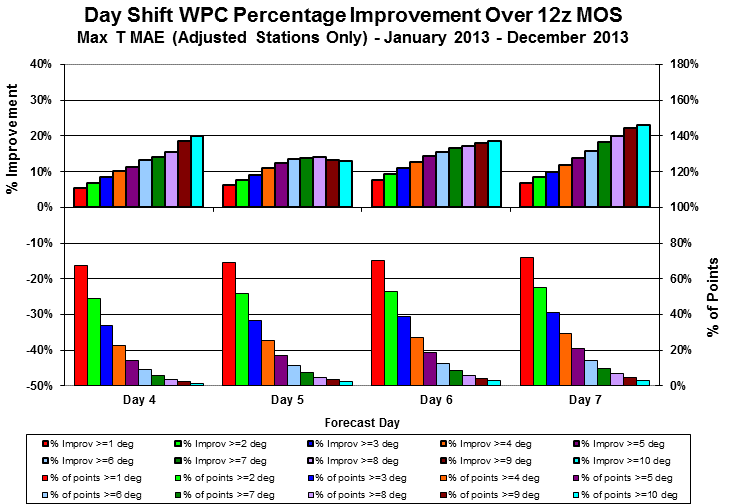 Day Shift WPC Percentage Improvement Over 12z MOS
Max T MAE (Adjusted Stations Only) - January 2013 - December 2013
40% 180%
30% 160%
20% 140%
10% 120%
0% 100%
-10% 80%
-20% 60%
-30% 40%
-40% 20%
-50% 0%
% Improvement
% of Points
Day 4 Day 5 Day 6 Day 7
Forecast Day
% Improv >=1 deg % Improv >=2 deg % Improv >=3 deg % Improv >=4 deg % Improv >=5 deg
% Improv >=6 deg % Improv >=7 deg % Improv >=8 deg % Improv >=9 deg % Improv >=10 deg
% of points >=1 deg % of points >=2 deg % of points >=3 deg % of points >=4 deg % of points >=5 deg
% of points >=6 deg % of points >=7 deg % of points >=8 deg % of points >=9 deg % of points >=10 deg